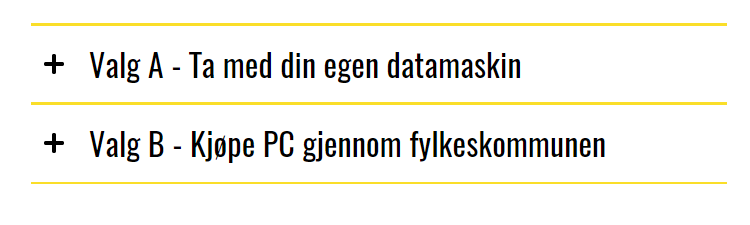 Valg A - Ta med din egen datamaskin
Valg B - Kjøpe PC gjennom fylkeskommunen